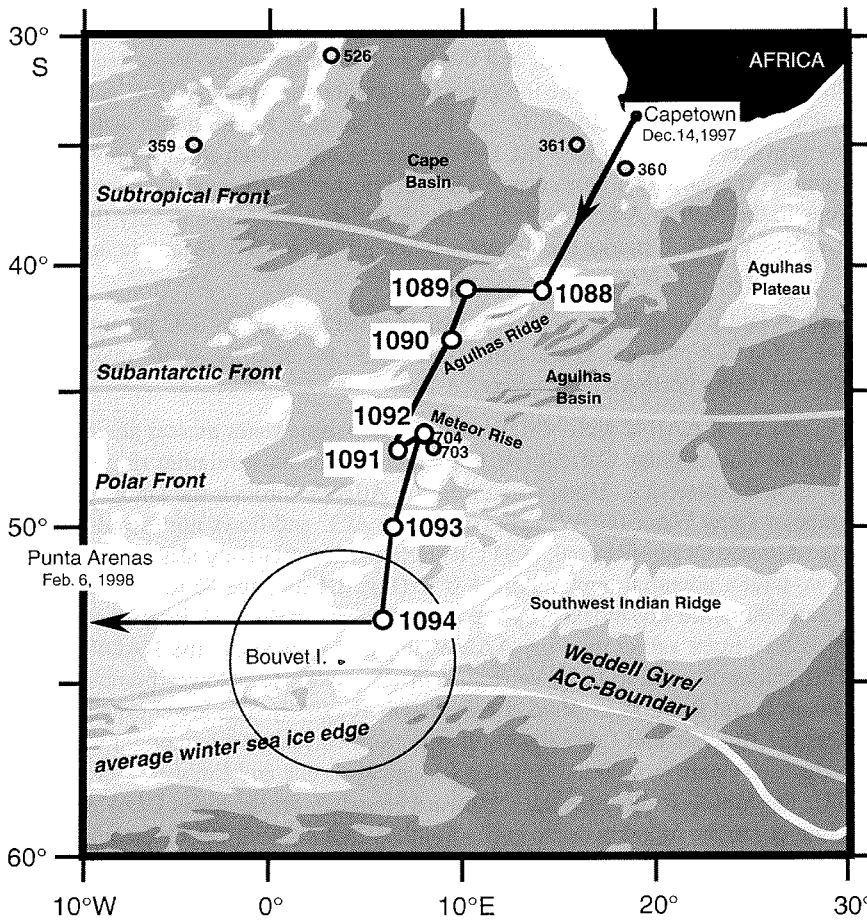 30°
S
AFRICA
526
Capetown
Dec.14,1997
359
361
360
Cape
Basin
Subtropical Front
40°
Agulhas
Plateau
1089
1088
1090
Agulhas Ridge
Subantarctic Front
Agulhas
Basin
1092
Meteor Rise
704
703
1091
Polar Front
50°
1093
Punta Arenas
Feb. 6, 1998
Southwest Indian Ridge
1094
Bouvet I.
Weddell Gyre/
ACC-Boundary
average winter sea ice edge
60°
10°W
0°
10°E
20°
30